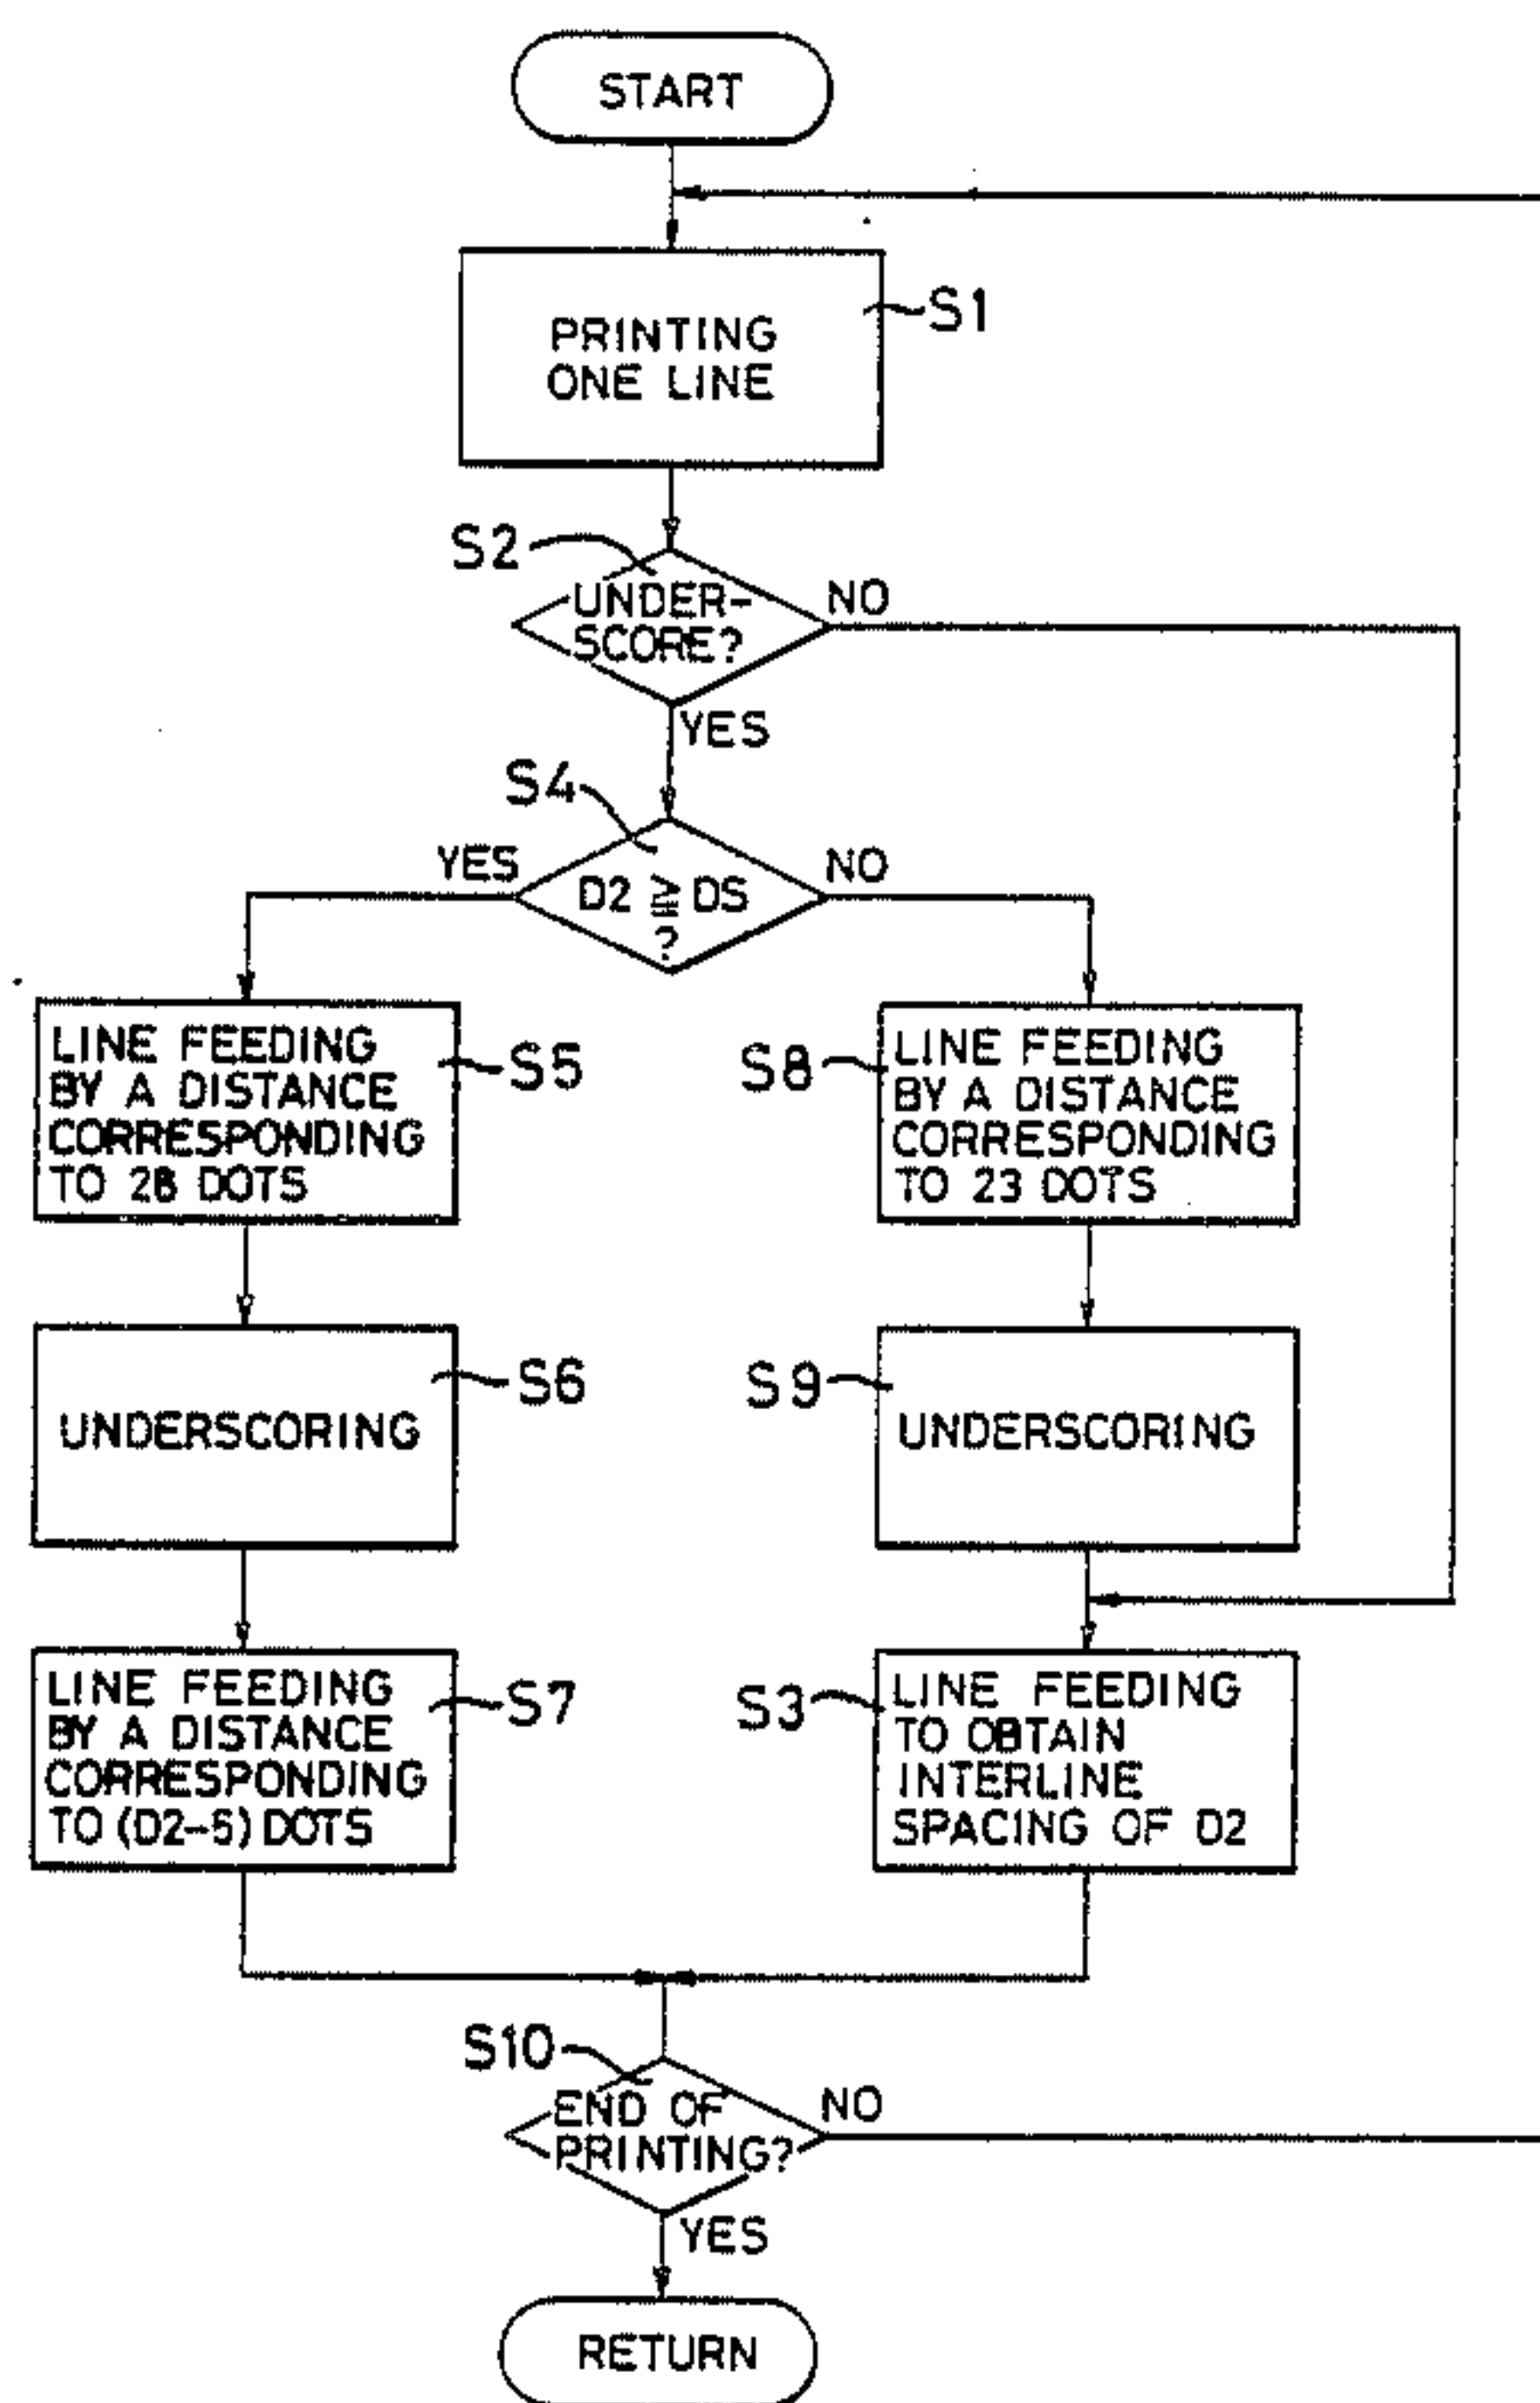 START
PRINTING
ONE LINE
S1
S2
UNDER-
SCORE?
NO
YES
S4
YES
D2 ≧ DS
?
NO
LINE FEEDING
BY A DISTANCE
CORRESPONDING
TO 28 DOTS
S5
S8
LINE FEEDING
BY A DISTANCE
CORRESPONDING
TO 23 DOTS
UNDERSCORING
S6
S9
UNDERSCORING
LINE FEEDING
BY A DISTANCE
CORRESPONDING
TO (D2-5) DOTS
S7
S3
LINE FEEDING
TO OBTAIN
INTERLINE
SPACING OF D2
S10
END OF
PRINTING?
NO
YES
RETURN